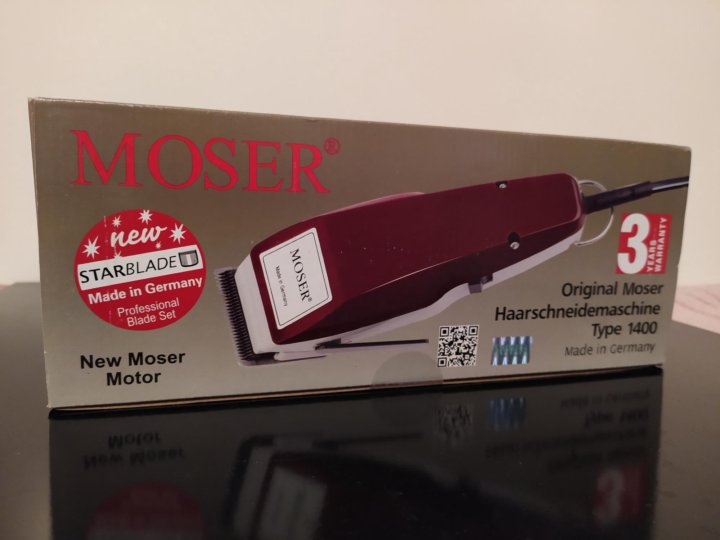 MOSER®
new
STARBLADE
Made in Germany
Professional
Blade Set
New Moser
Motor
MOSER®
Made in Germany
3
YEARS
WARRANTY
Original Moser
Haarschneidemaschine
Type 1400
Made in Germany